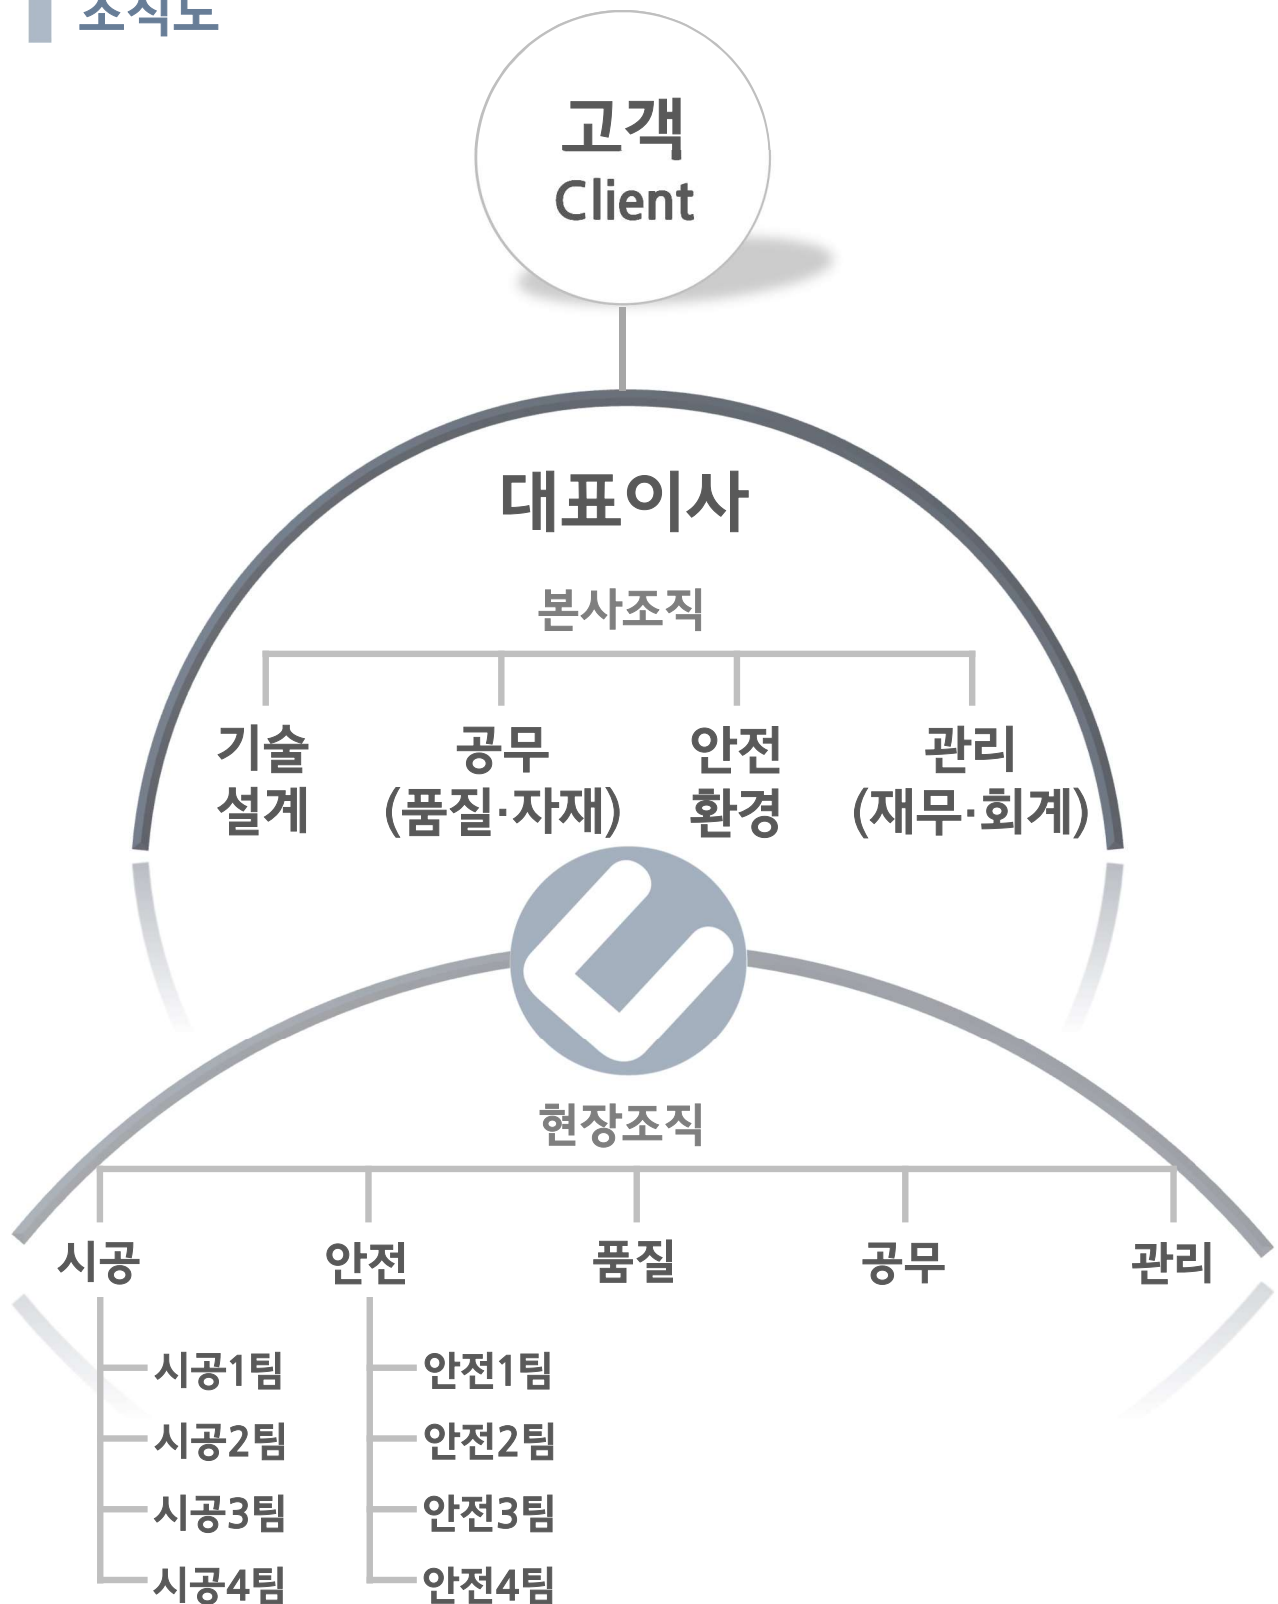 조직도
고객
Client
대표이사
본사조직
기술
설계
공무
(품질·자재)
안전
환경
관리
(재무·회계)
현장조직
시공
안전
품질
공무
관리
시공1팀
시공2팀
시공3팀
시공4팀
안전1팀
안전2팀
안전3팀
안전4팀